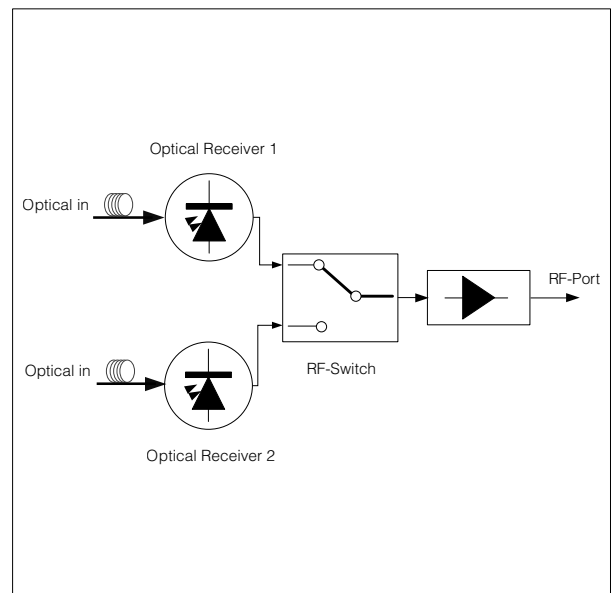 Optical Receiver 1
Optical in
RF-Port
RF-Switch
Optical in
Optical Receiver 2